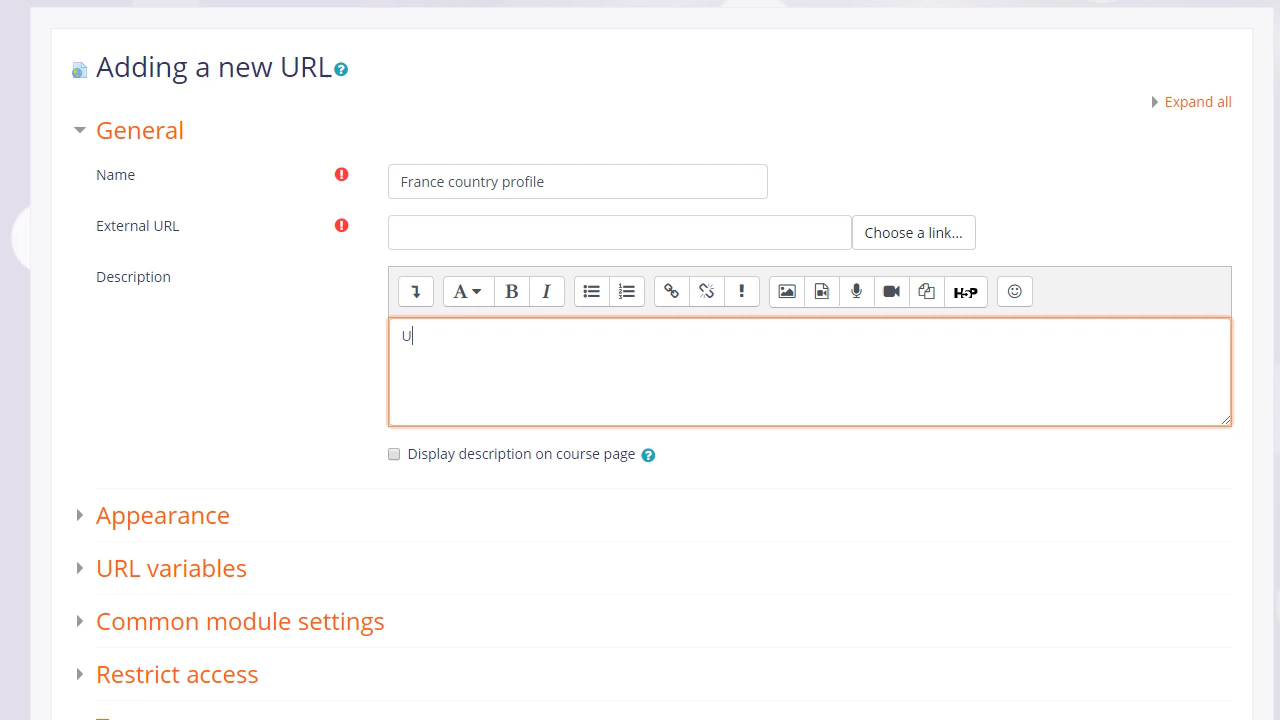 Adding a new URL
Expand all
General
Name
France country profile
External URL
Choose a link...
Description
A B I H5P
U
Display description on course page
Appearance
URL variables
Common module settings
Restrict access